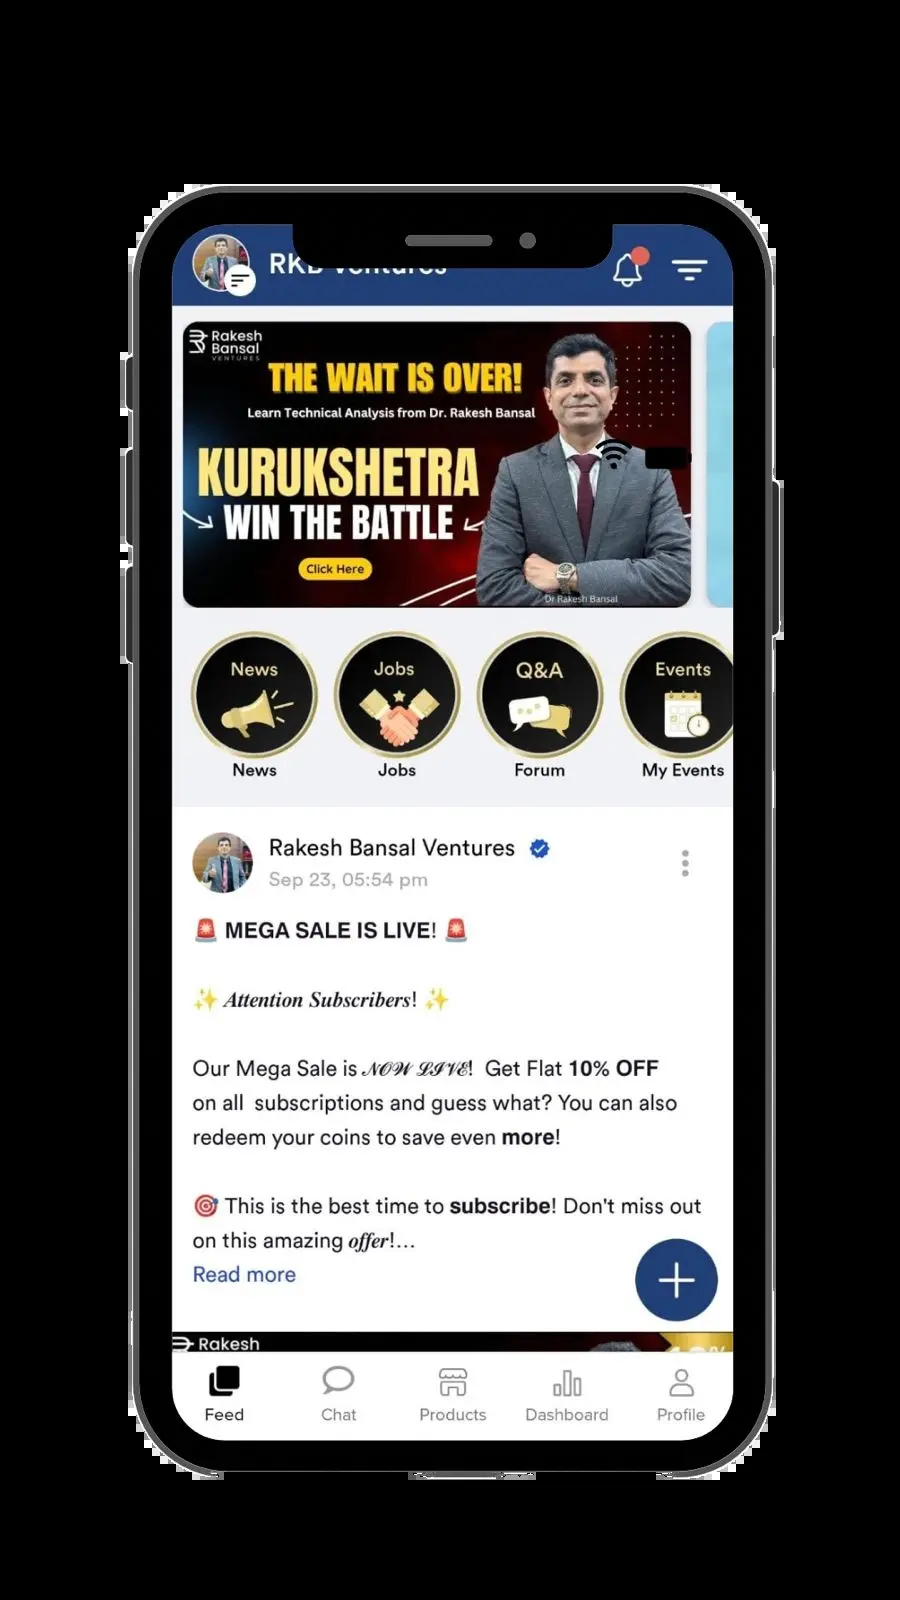 Rakesh
Bansal
VENTURES
THE WAIT IS OVER!
Learn Technical Analysis from Dr. Rakesh Bansal
KURUKSHETRA
WIN THE BATTLE
Click Here
Dr Rakesh Bansal
News
Jobs
Q&A
Events
News
Jobs
Forum
My Events
Rakesh Bansal Ventures
Sep 23, 05:54 pm
🚨 MEGA SALE IS LIVE! 🚨
✨ Attention Subscribers! ✨
Our Mega Sale is NOW LIVE! Get Flat 10% OFF
on all subscriptions and guess what? You can also
redeem your coins to save even more!
🎯 This is the best time to subscribe! Don't miss out
on this amazing offer!...
Read more
Rakesh
Feed
Chat
Products
Dashboard
Profile